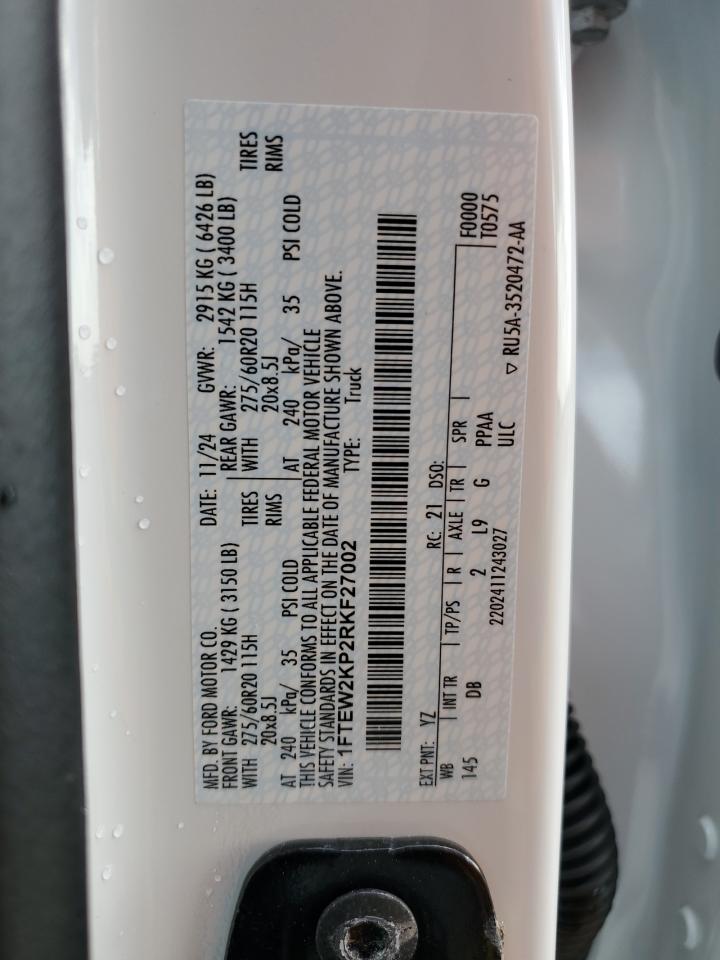 MFD. BY FORD MOTOR CO.
DATE: 11/24 GVWR: 2915 KG ( 6426 LB)
FRONT GAWR: 1429 KG ( 3150 LB)
REAR GAWR: 1542 KG ( 3400 LB)
WITH 275/60R20 115H TIRES
WITH 275/60R20 115H TIRES
20x8.5J RIMS
20x8.5J RIMS
AT 240 kPa/ 35 PSI COLD
AT 240 kPa/ 35 PSI COLD
THIS VEHICLE CONFORMS TO ALL APPLICABLE FEDERAL MOTOR VEHICLE
SAFETY STANDARDS IN EFFECT ON THE DATE OF MANUFACTURE SHOWN ABOVE.
VIN: 1FTEW2KP2RKF27002 TYPE: Truck
EXT PNT: YZ RC: 21 DSO: F0000
WB INT TR TP/PS R AXLE TR SPR T0575
145 DB 2 L9 G PPAA
2202411243027 ULC ▽ RU5A-3520472-AA